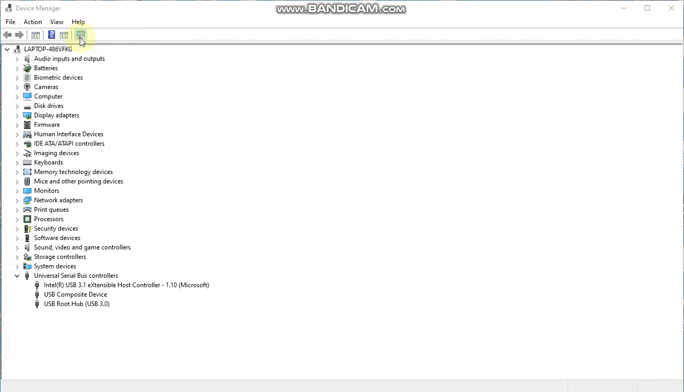 Device Manager
www.BANDICAM.com
File Action View Help
LAPTOP-486VFKG
Audio inputs and outputs
Batteries
Biometric devices
Cameras
Computer
Disk drives
Display adapters
Firmware
Human Interface Devices
IDE ATA/ATAPI controllers
Imaging devices
Keyboards
Memory technology devices
Mice and other pointing devices
Monitors
Network adapters
Print queues
Processors
Security devices
Software devices
Sound, video and game controllers
Storage controllers
System devices
Universal Serial Bus controllers
Intel(R) USB 3.1 eXtensible Host Controller - 1.10 (Microsoft)
USB Composite Device
USB Root Hub (USB 3.0)